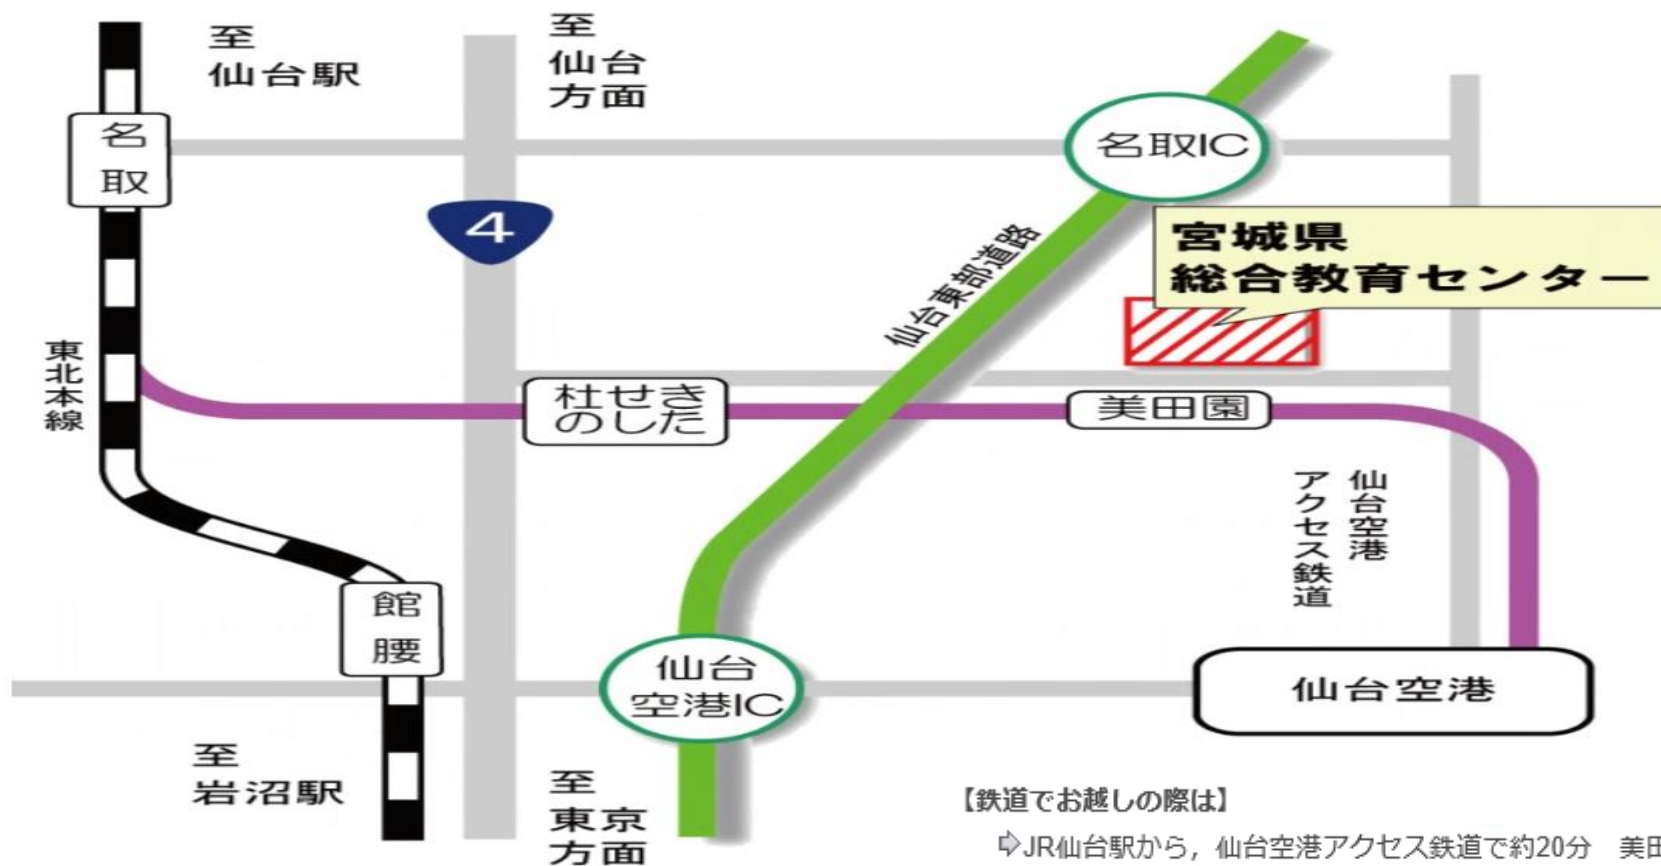 至
仙台駅
至
仙台
方面
名取
名取IC
4
宮城県
総合教育センター
仙台東部道路
東北本線
杜せき
のした
美田園
仙台空港
アクセス鉄道
館腰
仙台
空港IC
仙台空港
至
岩沼駅
至
東京
方面
【鉄道でお越しの際は】
⇨JR仙台駅から，仙台空港アクセス鉄道で約20分　美田